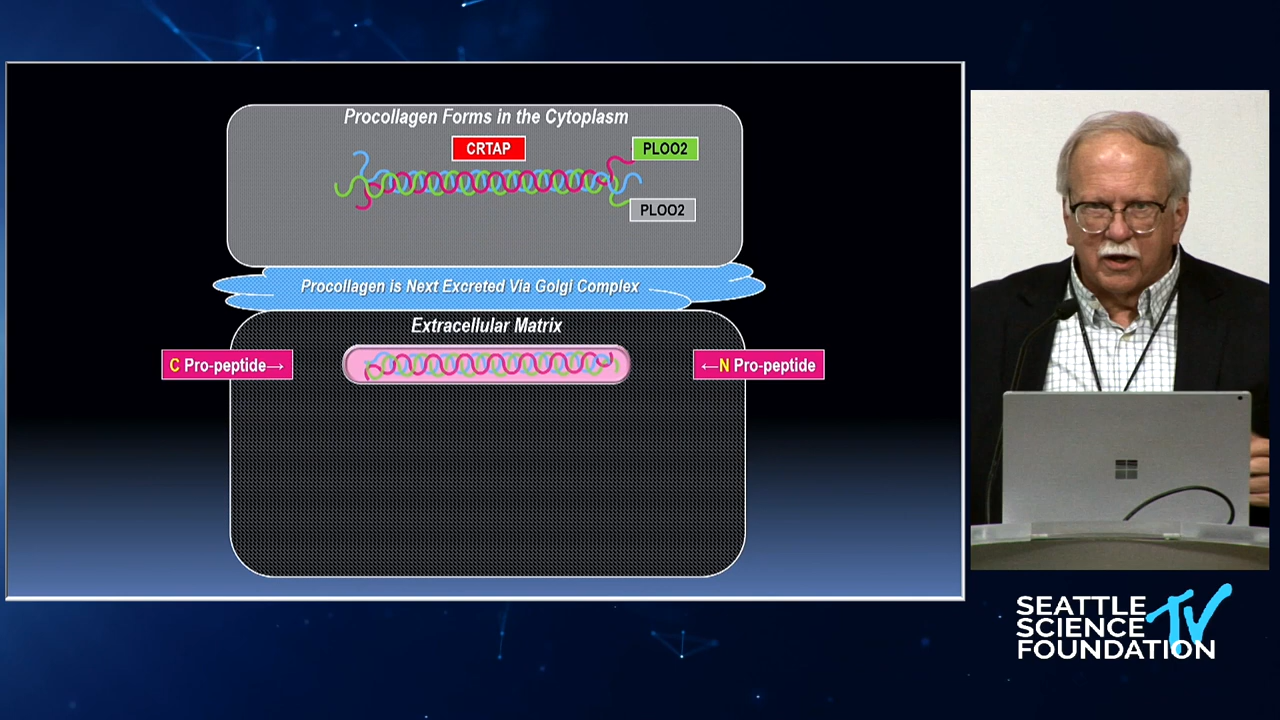 Procollagen Forms in the Cytoplasm
CRTAP
PLOO2
PLOO2
Procollagen is Next Excreted Via Golgi Complex
Extracellular Matrix
C Pro-peptide→
←N Pro-peptide
SEATTLE
SCIENCE
FOUNDATION
TV